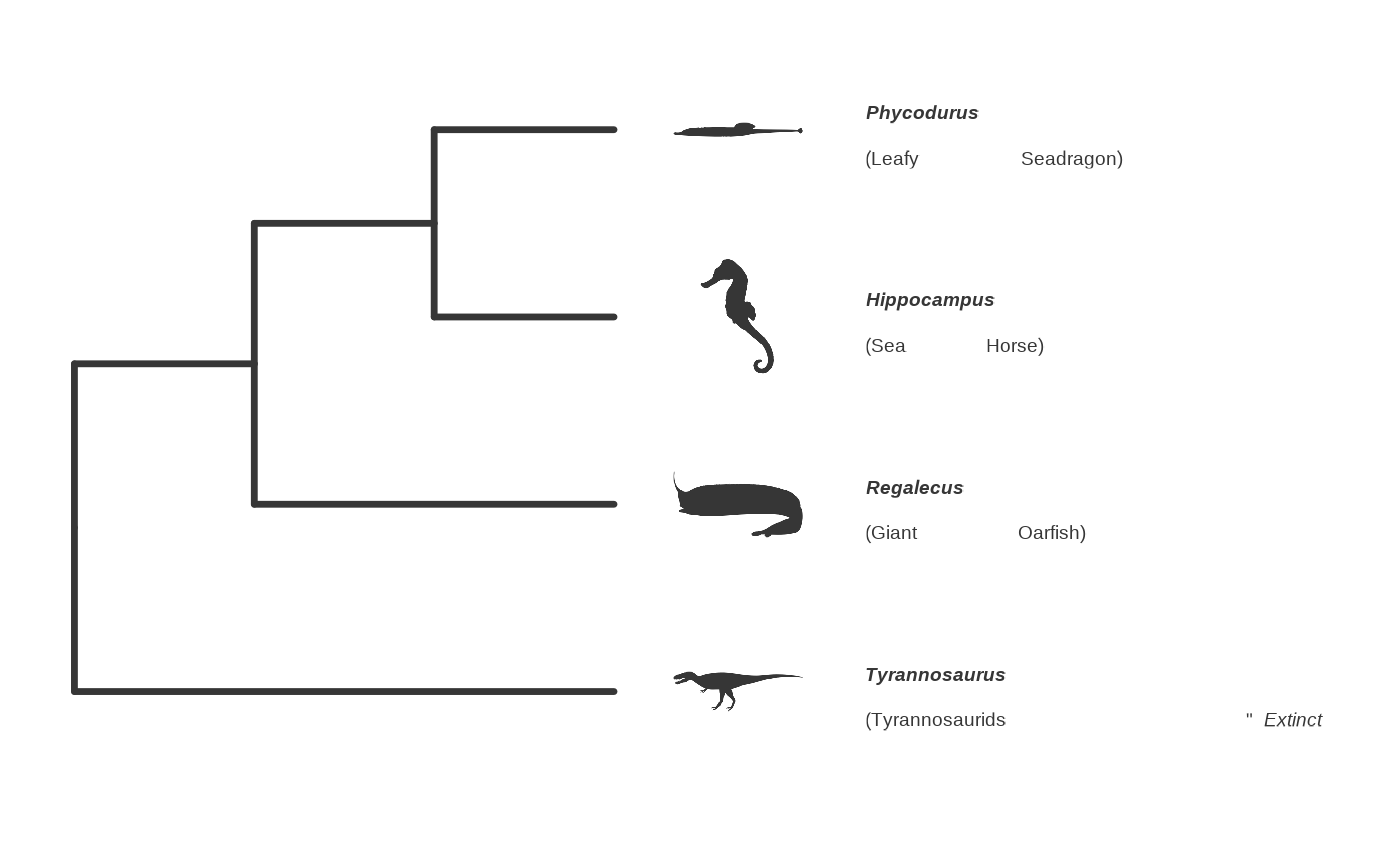 Phycodurus
(Leafy Seadragon)
Hippocampus
(Sea Horse)
Regalecus
(Giant Oarfish)
Tyrannosaurus
(Tyrannosaurids " Extinct